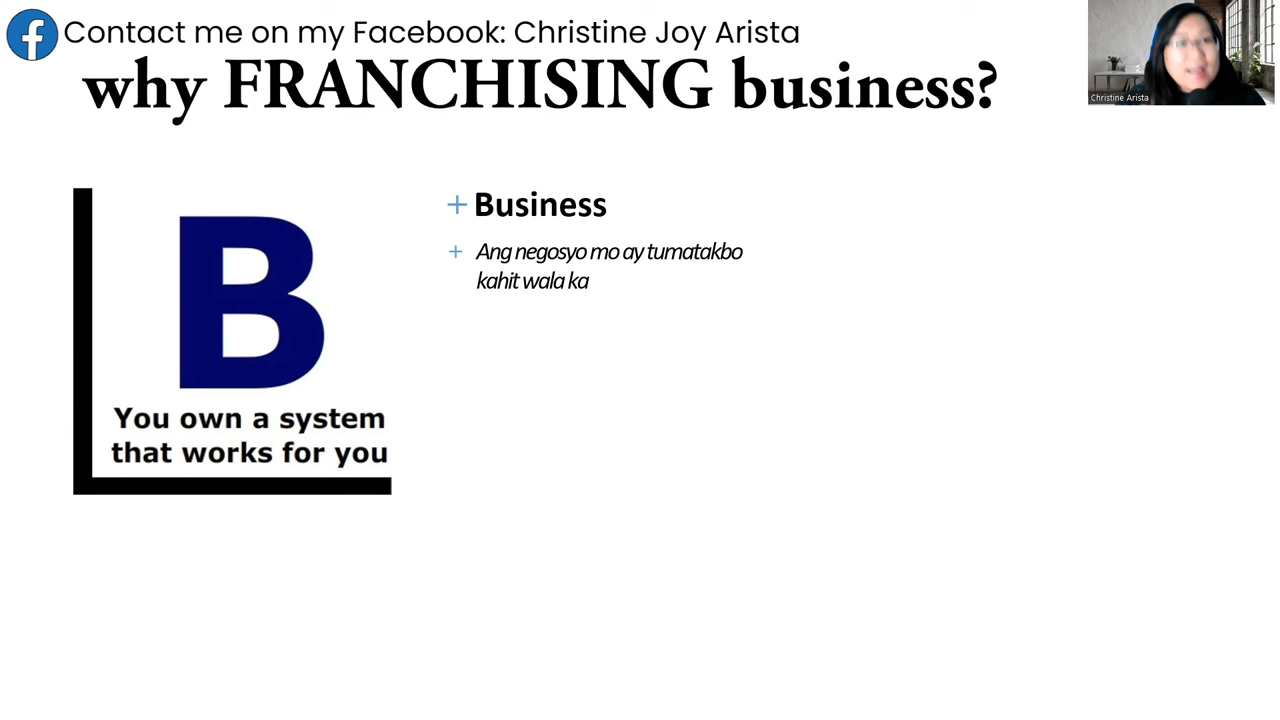 Contact me on my Facebook: Christine Joy Arista
why FRANCHISING business?
Christine Arista
B
You own a system
that works for you
+ Business
+ Ang negosyo mo ay tumatakbo
kahit wala ka